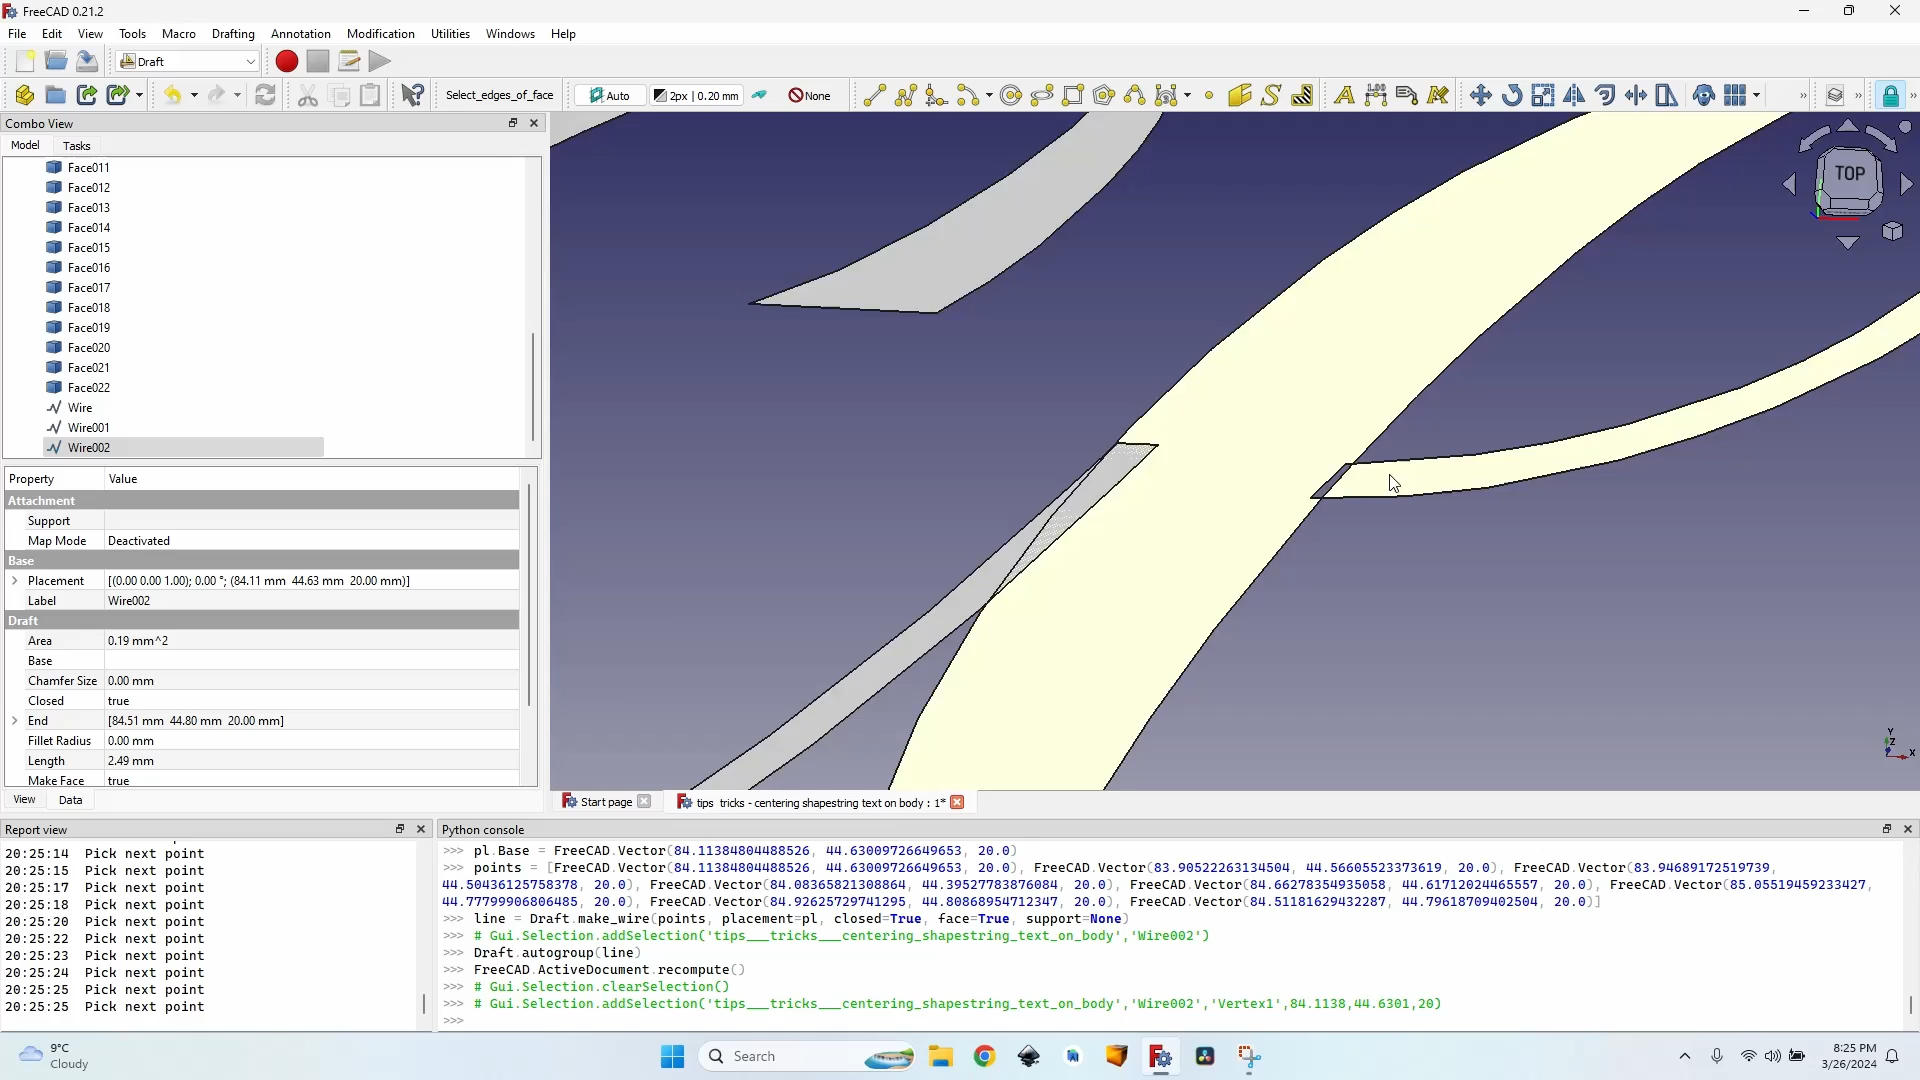 FreeCAD 0.21.2
File Edit View Tools Macro Drafting Annotation Modification Utilities Windows Help
Draft
Select_edges_of_face Auto 2px | 0.20 mm None
Combo View
Model Tasks
Face011
Face012
Face013
Face014
Face015
Face016
Face017
Face018
Face019
Face020
Face021
Face022
Wire
Wire001
Wire002
TOP
Property Value
Attachment
Support
Map Mode Deactivated
Base
Placement [(0.00 0.00 1.00); 0.00 °; (84.11 mm 44.63 mm 20.00 mm)]
Label Wire002
Draft
Area 0.19 mm^2
Base
Chamfer Size 0.00 mm
Closed true
End [84.51 mm 44.80 mm 20.00 mm]
Fillet Radius 0.00 mm
Length 2.49 mm
Make Face true
View Data
Y
Z
X
Start page tips tricks - centering shapestring text on body : 1*
Report view
20:25:14 Pick next point
20:25:15 Pick next point
20:25:17 Pick next point
20:25:18 Pick next point
20:25:20 Pick next point
20:25:22 Pick next point
20:25:23 Pick next point
20:25:24 Pick next point
20:25:25 Pick next point
20:25:25 Pick next point
Python console
>>> pl.Base = FreeCAD.Vector(84.11384804488526, 44.63009726649653, 20.0)
>>> points = [FreeCAD.Vector(84.11384804488526, 44.63009726649653, 20.0), FreeCAD.Vector(83.90522263134504, 44.56605523373619, 20.0), FreeCAD.Vector(83.94689172519739,
44.50436125758378, 20.0), FreeCAD.Vector(84.08365821308864, 44.39527783876084, 20.0), FreeCAD.Vector(84.66278354935058, 44.61712024465557, 20.0), FreeCAD.Vector(85.05519459233427,
44.77799906806485, 20.0), FreeCAD.Vector(84.92625729741295, 44.80868954712347, 20.0), FreeCAD.Vector(84.51181629432287, 44.79618709402504, 20.0)]
>>> line = Draft.make_wire(points, placement=pl, closed=True, face=True, support=None)
>>> # Gui.Selection.addSelection('tips___tricks___centering_shapestring_text_on_body','Wire002')
>>> Draft.autogroup(line)
>>> FreeCAD.ActiveDocument.recompute()
>>> # Gui.Selection.clearSelection()
>>> # Gui.Selection.addSelection('tips___tricks___centering_shapestring_text_on_body','Wire002','Vertex1',84.1138,44.6301,20)
>>>
9°C
Cloudy
Search
8:25 PM
3/26/2024